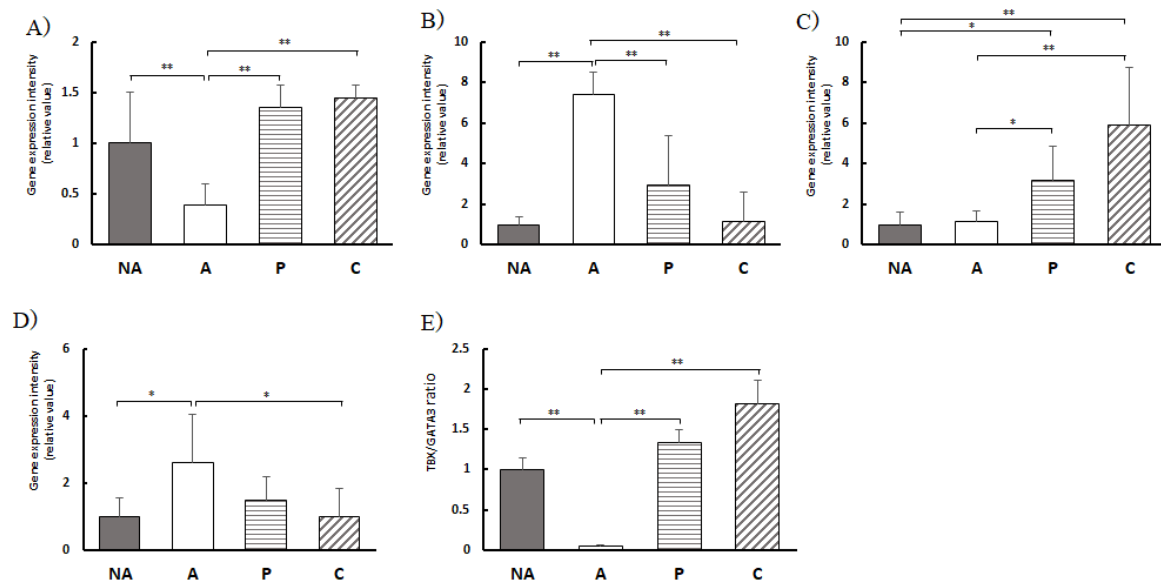 A)
Gene expression intensity
(relative value)
2
1.5
1
0.5
0
**
**
**
NA A P C
B)
Gene expression intensity
(relative value)
10
8
6
4
2
0
**
**
**
NA A P C
C)
Gene expression intensity
(relative value)
10
8
6
4
2
0
**
*
**
*
NA A P C
D)
Gene expression intensity
(relative value)
6
4
2
0
*
*
NA A P C
E)
TBX/GATA3 ratio
2.5
2
1.5
1
0.5
0
**
**
**
NA A P C